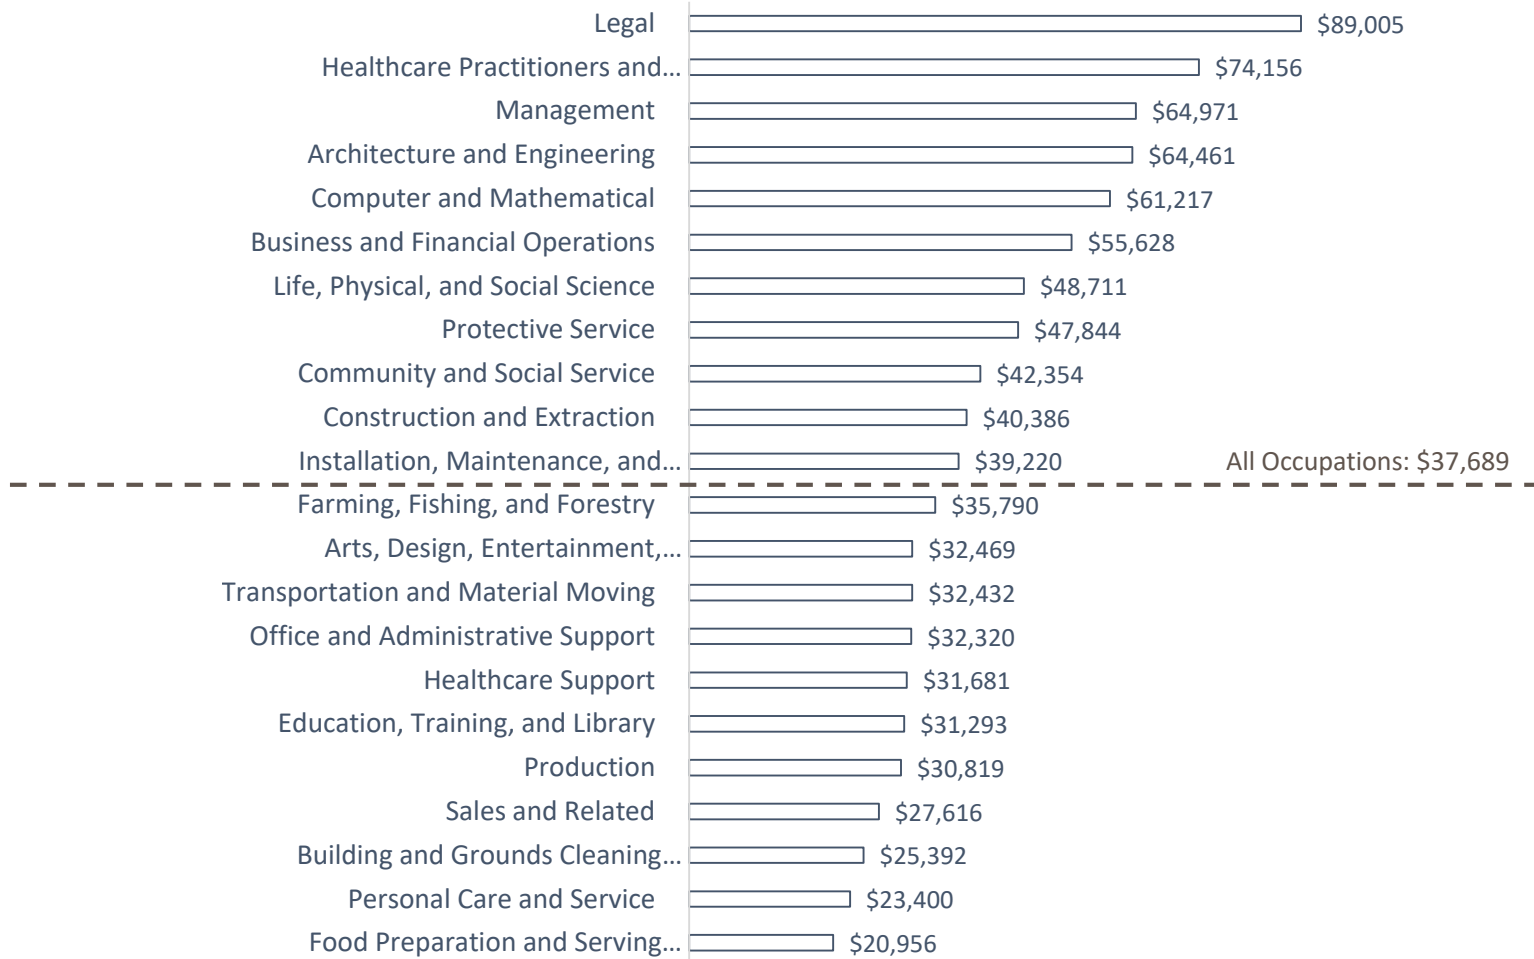 Legal $89,005
Healthcare Practitioners and... $74,156
Management $64,971
Architecture and Engineering $64,461
Computer and Mathematical $61,217
Business and Financial Operations $55,628
Life, Physical, and Social Science $48,711
Protective Service $47,844
Community and Social Service $42,354
Construction and Extraction $40,386
Installation, Maintenance, and... $39,220 All Occupations: $37,689
Farming, Fishing, and Forestry $35,790
Arts, Design, Entertainment,... $32,469
Transportation and Material Moving $32,432
Office and Administrative Support $32,320
Healthcare Support $31,681
Education, Training, and Library $31,293
Production $30,819
Sales and Related $27,616
Building and Grounds Cleaning... $25,392
Personal Care and Service $23,400
Food Preparation and Serving... $20,956